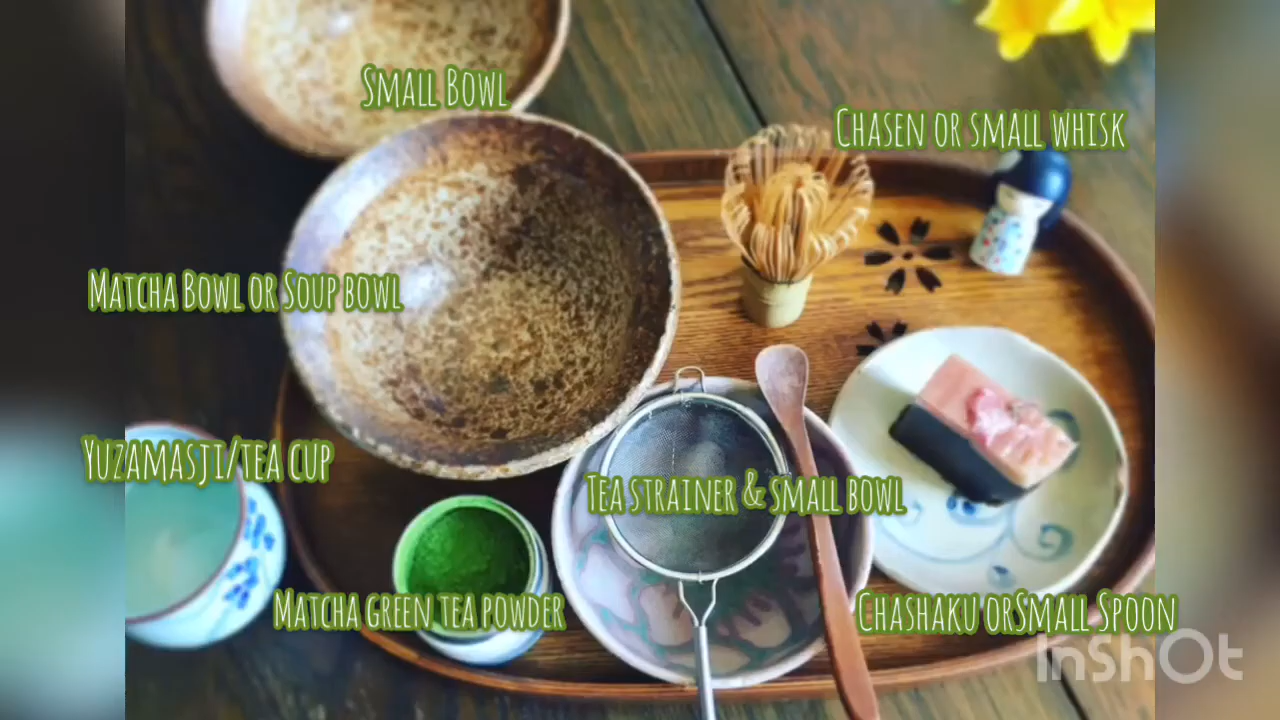 Small Bowl
Chasen or small whisk
Matcha Bowl or Soup bowl
Yuzamasji/tea cup
Tea strainer & small bowl
Matcha green tea powder
Chashaku orSmall Spoon
InShOt